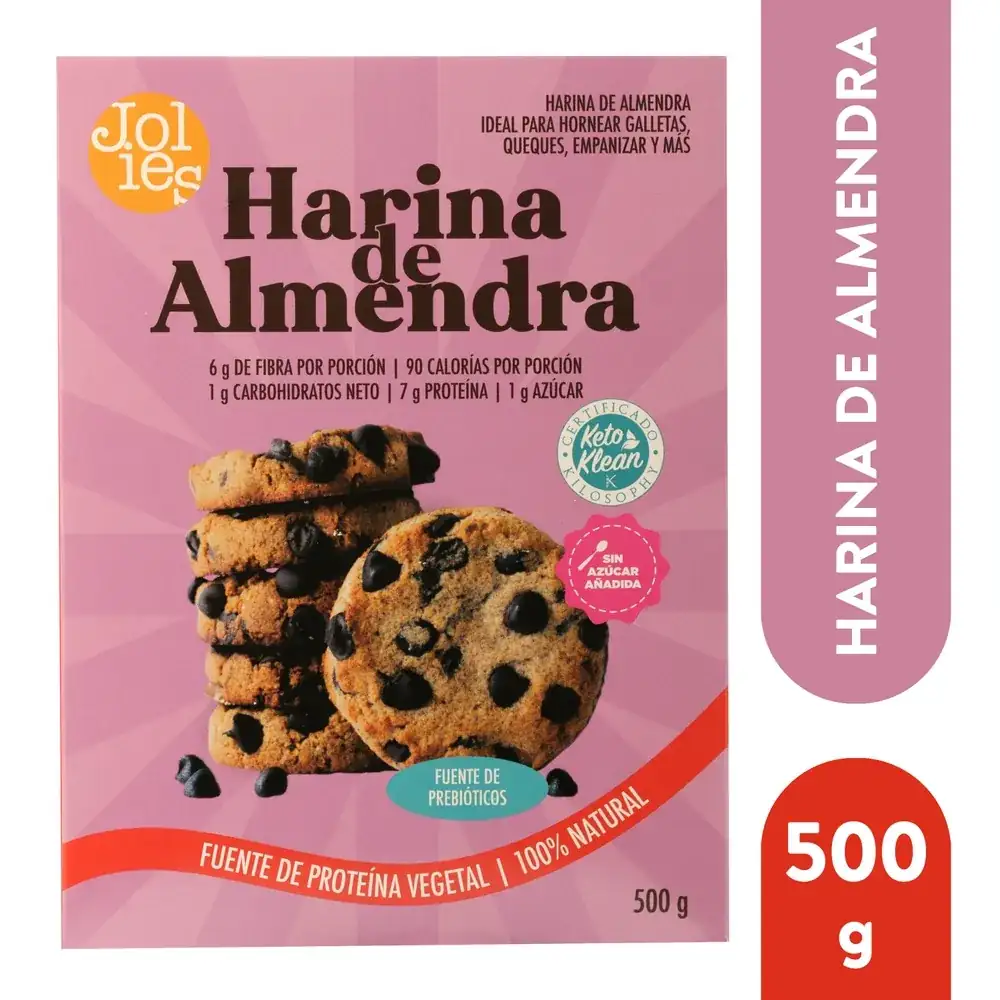 Jol
ies
HARINA DE ALMENDRA
IDEAL PARA HORNEAR GALLETAS,
QUEQUES, EMPANIZAR Y MÁS
Harina
de
Almendra
6 g DE FIBRA POR PORCIÓN | 90 CALORÍAS POR PORCIÓN
1 g CARBOHIDRATOS NETO | 7 g PROTEÍNA | 1 g AZÚCAR
CERTIFICADO
Keto
Klean
K
KILOSOPHY
SIN
AZÚCAR
AÑADIDA
FUENTE DE
PREBIÓTICOS
FUENTE DE PROTEÍNA VEGETAL | 100% NATURAL
500 g
HARINA DE ALMENDRA
500
g